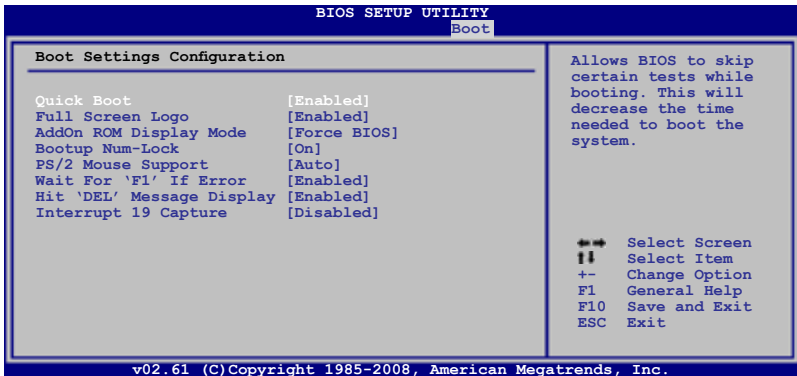 BIOS SETUP UTILITY
Boot
Boot Settings Configuration
Quick Boot [Enabled]
Full Screen Logo [Enabled]
AddOn ROM Display Mode [Force BIOS]
Bootup Num-Lock [On]
PS/2 Mouse Support [Auto]
Wait For ‘F1’ If Error [Enabled]
Hit ‘DEL’ Message Display [Enabled]
Interrupt 19 Capture [Disabled]
Allows BIOS to skip
certain tests while
booting. This will
decrease the time
needed to boot the
system.
←→ Select Screen
↑↓ Select Item
+- Change Option
F1 General Help
F10 Save and Exit
ESC Exit
v02.61 (C)Copyright 1985-2008, American Megatrends, Inc.